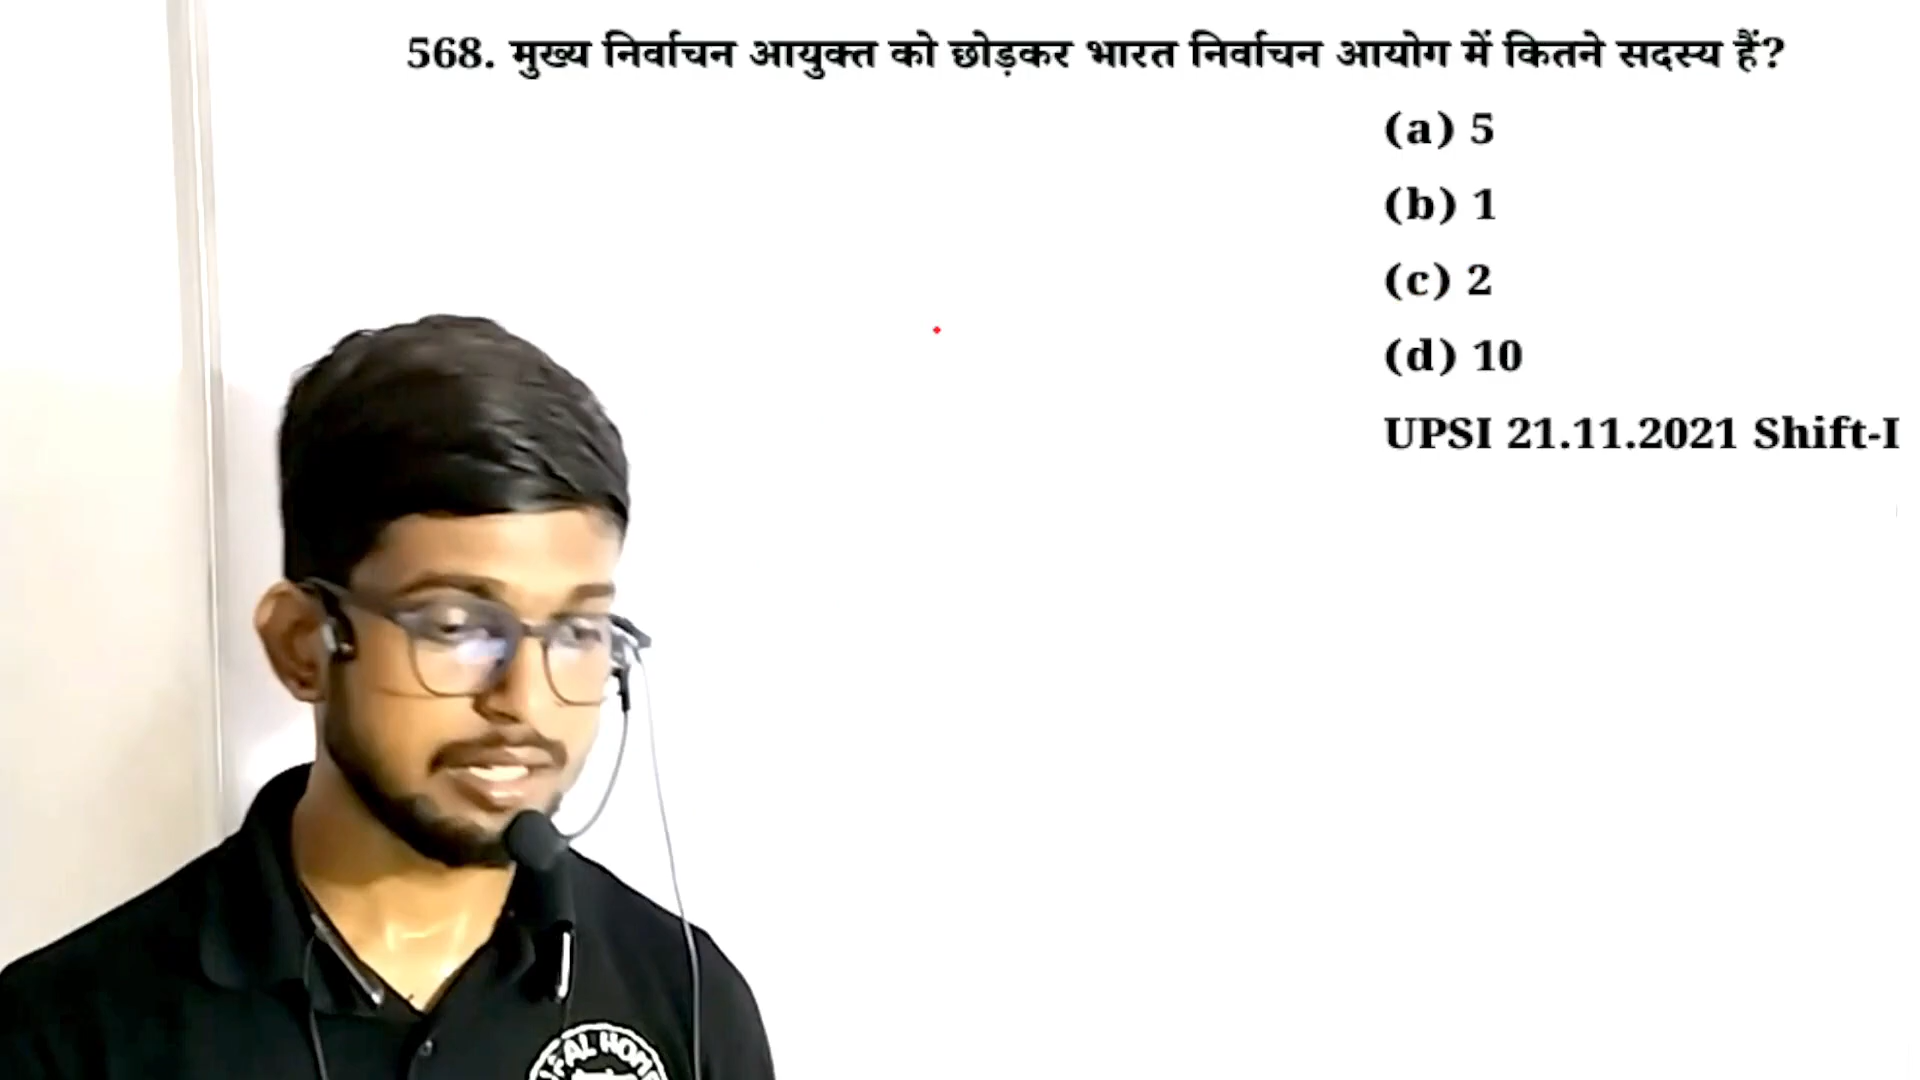 568. मुख्य निर्वाचन आयुक्त को छोड़कर भारत निर्वाचन आयोग में कितने सदस्य हैं?
(a) 5
(b) 1
(c) 2
(d) 10
UPSI 21.11.2021 Shift-I